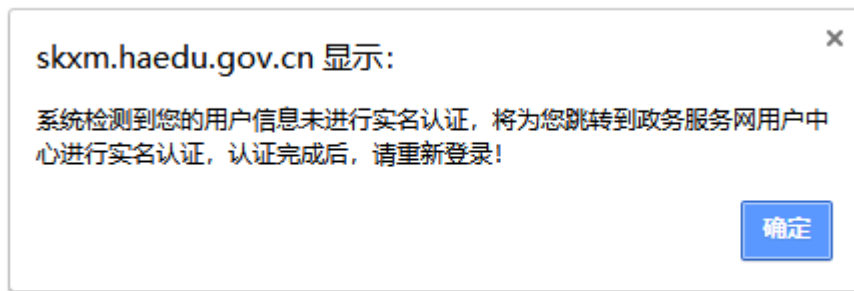 skxm.haedu.gov.cn 显示：
系统检测到您的用户信息未进行实名认证，将为您跳转到政务服务网用户中
心进行实名认证，认证完成后，请重新登录！
确定